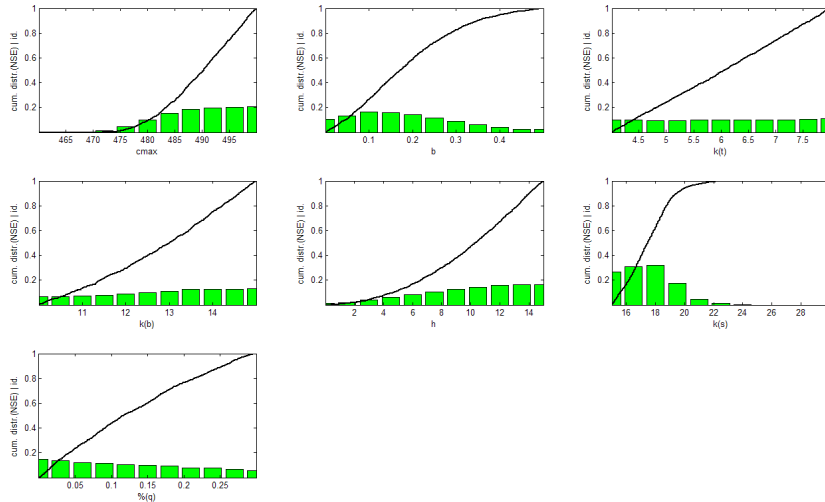 cum. distr.(NSE) | id.
1
0.8
0.6
0.4
0.2
465 470 475 480 485 490 495
cmax
cum. distr.(NSE) | id.
1
0.8
0.6
0.4
0.2
0.1 0.2 0.3 0.4
b
cum. distr.(NSE) | id.
1
0.8
0.6
0.4
0.2
4.5 5 5.5 6 6.5 7 7.5
k(t)
cum. distr.(NSE) | id.
1
0.8
0.6
0.4
0.2
11 12 13 14
k(b)
cum. distr.(NSE) | id.
1
0.8
0.6
0.4
0.2
2 4 6 8 10 12 14
h
cum. distr.(NSE) | id.
1
0.8
0.6
0.4
0.2
16 18 20 22 24 26 28
k(s)
cum. distr.(NSE) | id.
1
0.8
0.6
0.4
0.2
0.05 0.1 0.15 0.2 0.25
%(q)